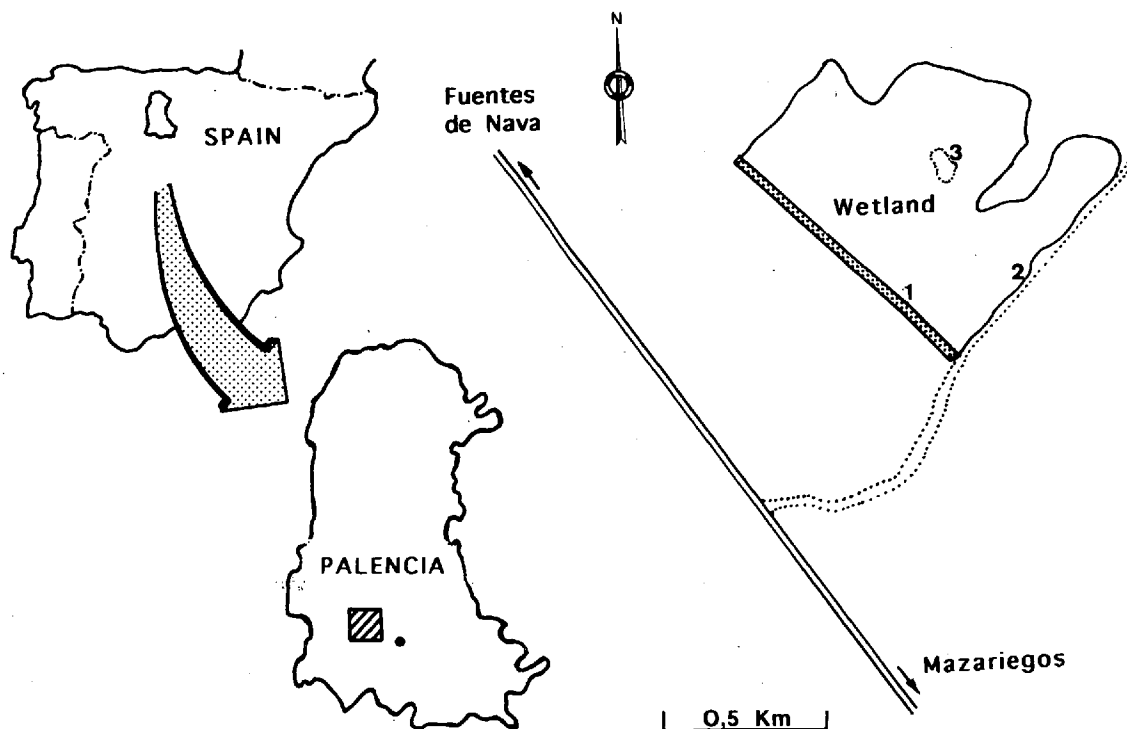 N
Fuentes
de Nava
SPAIN
3
Wetland
2
1
PALENCIA
Mazariegos
0,5 Km